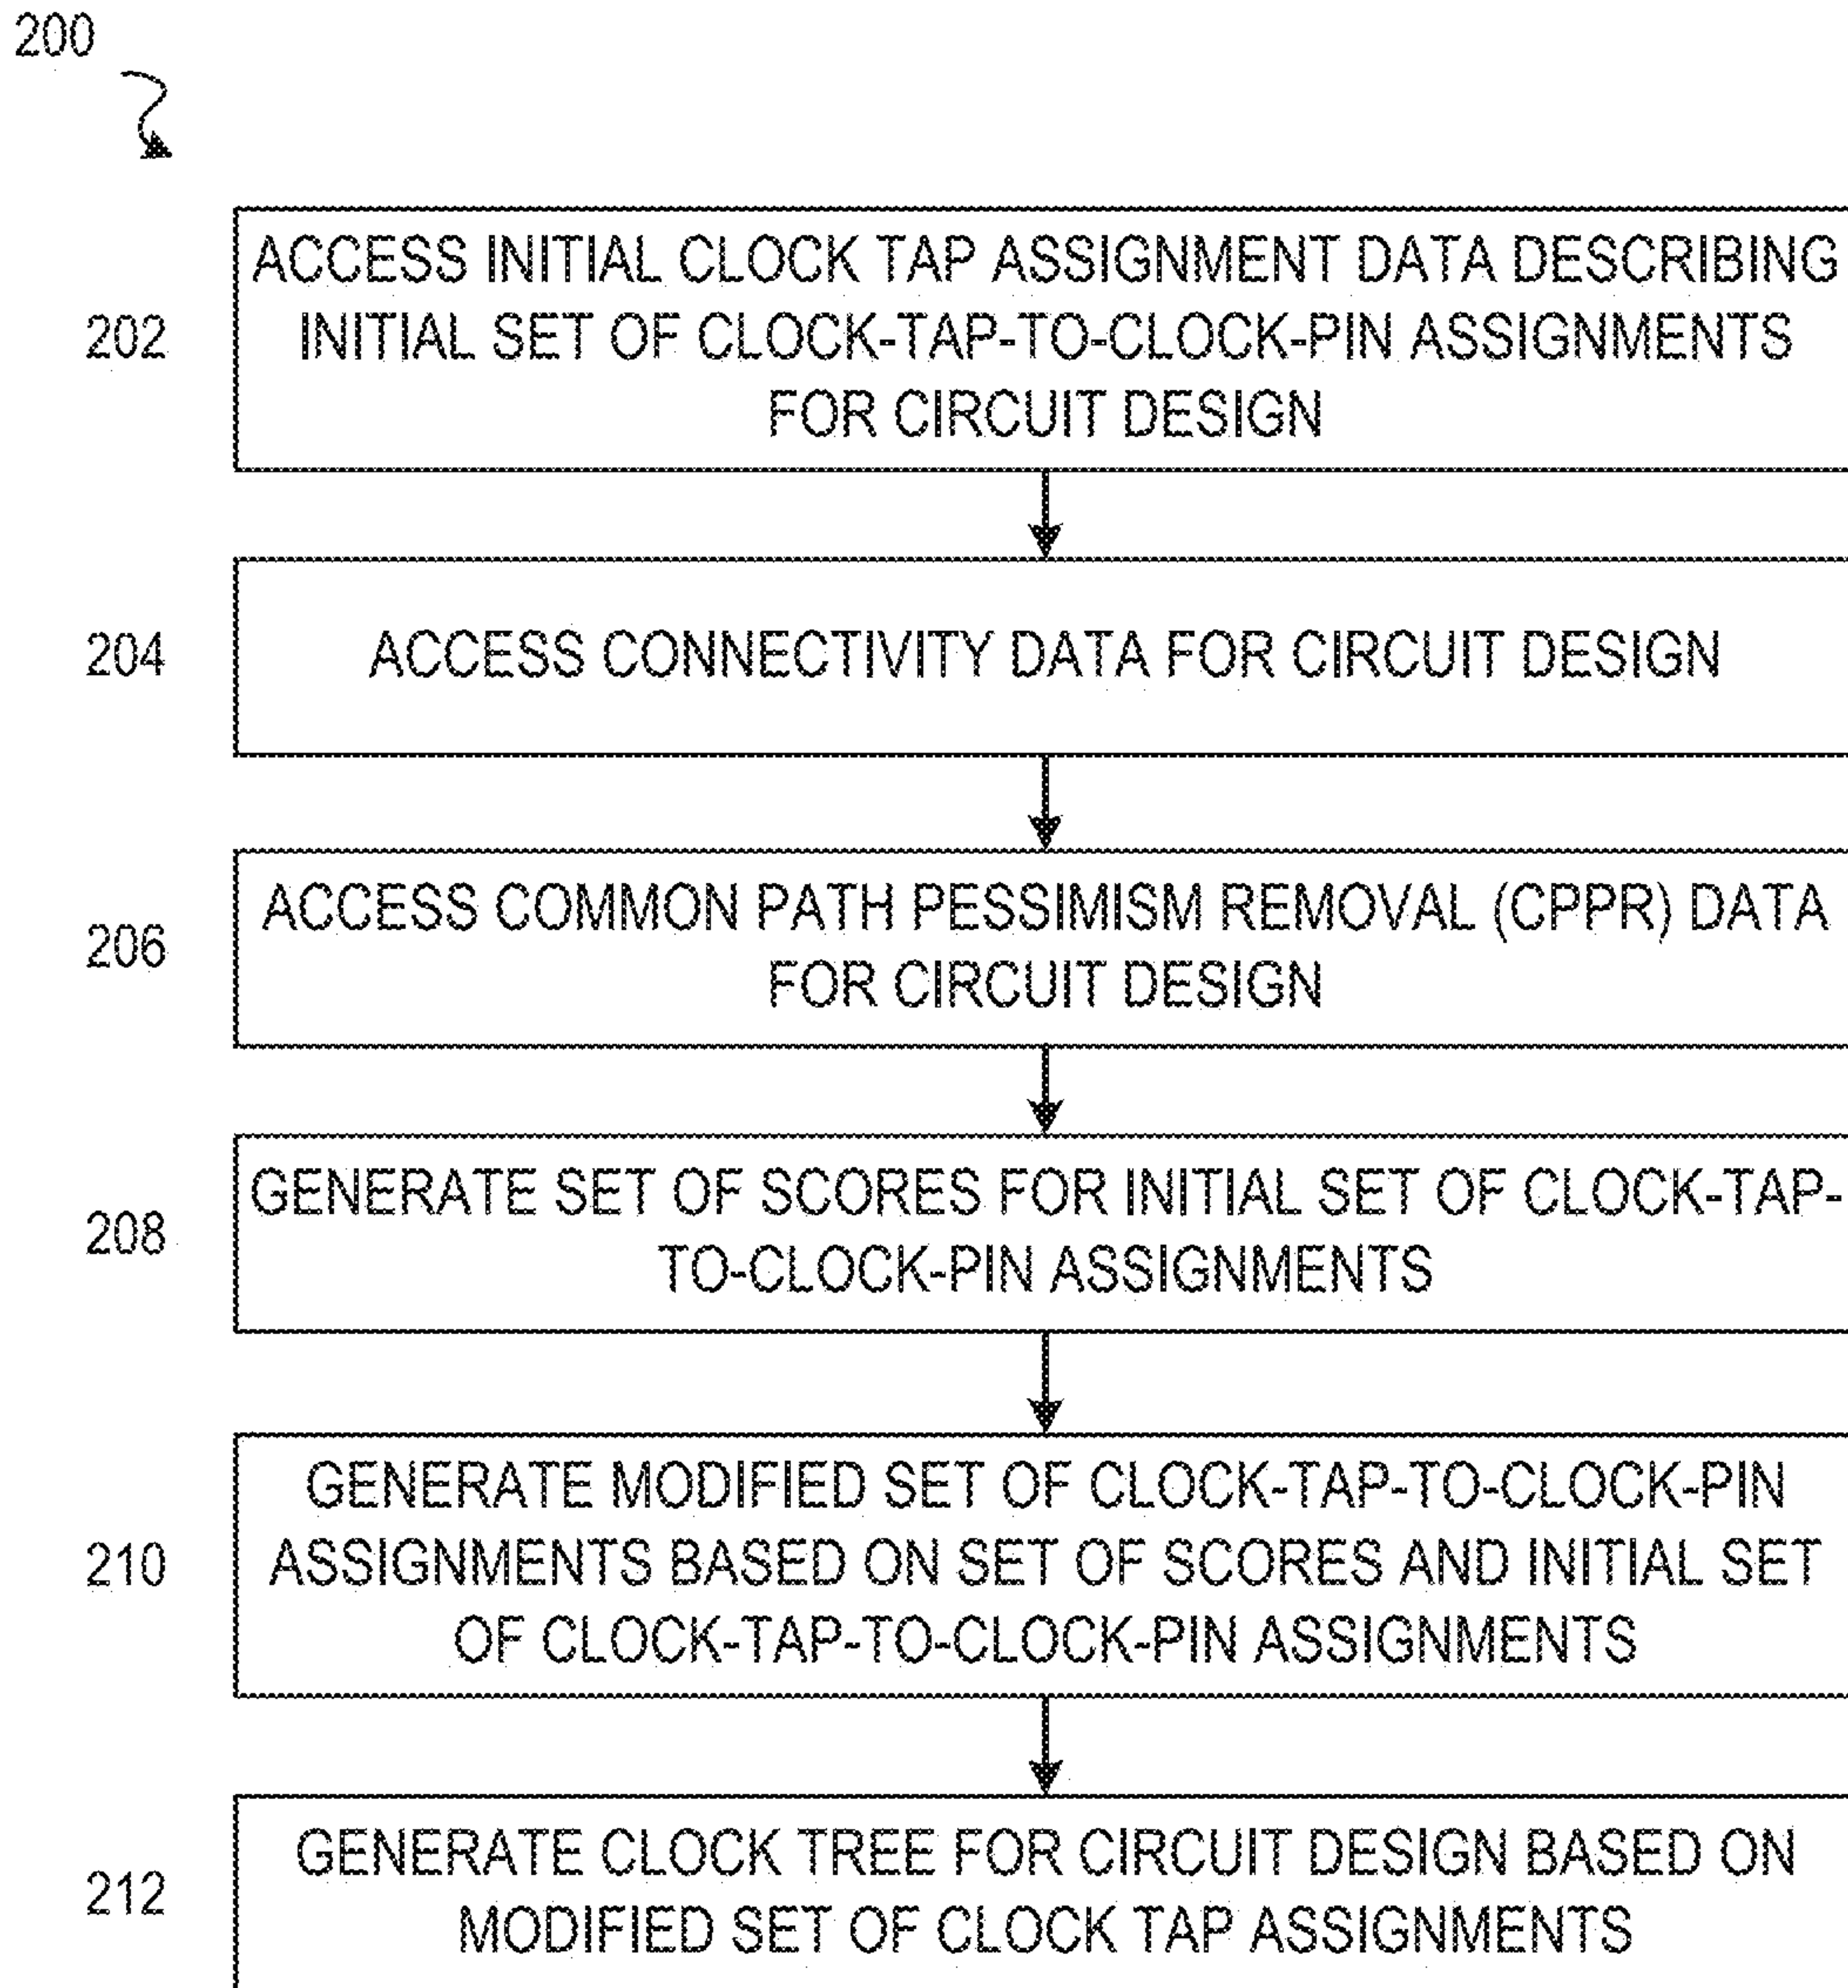 200
202
ACCESS INITIAL CLOCK TAP ASSIGNMENT DATA DESCRIBING
INITIAL SET OF CLOCK-TAP-TO-CLOCK-PIN ASSIGNMENTS
FOR CIRCUIT DESIGN
204
ACCESS CONNECTIVITY DATA FOR CIRCUIT DESIGN
206
ACCESS COMMON PATH PESSIMISM REMOVAL (CPPR) DATA
FOR CIRCUIT DESIGN
208
GENERATE SET OF SCORES FOR INITIAL SET OF CLOCK-TAP-
TO-CLOCK-PIN ASSIGNMENTS
210
GENERATE MODIFIED SET OF CLOCK-TAP-TO-CLOCK-PIN
ASSIGNMENTS BASED ON SET OF SCORES AND INITIAL SET
OF CLOCK-TAP-TO-CLOCK-PIN ASSIGNMENTS
212
GENERATE CLOCK TREE FOR CIRCUIT DESIGN BASED ON
MODIFIED SET OF CLOCK TAP ASSIGNMENTS